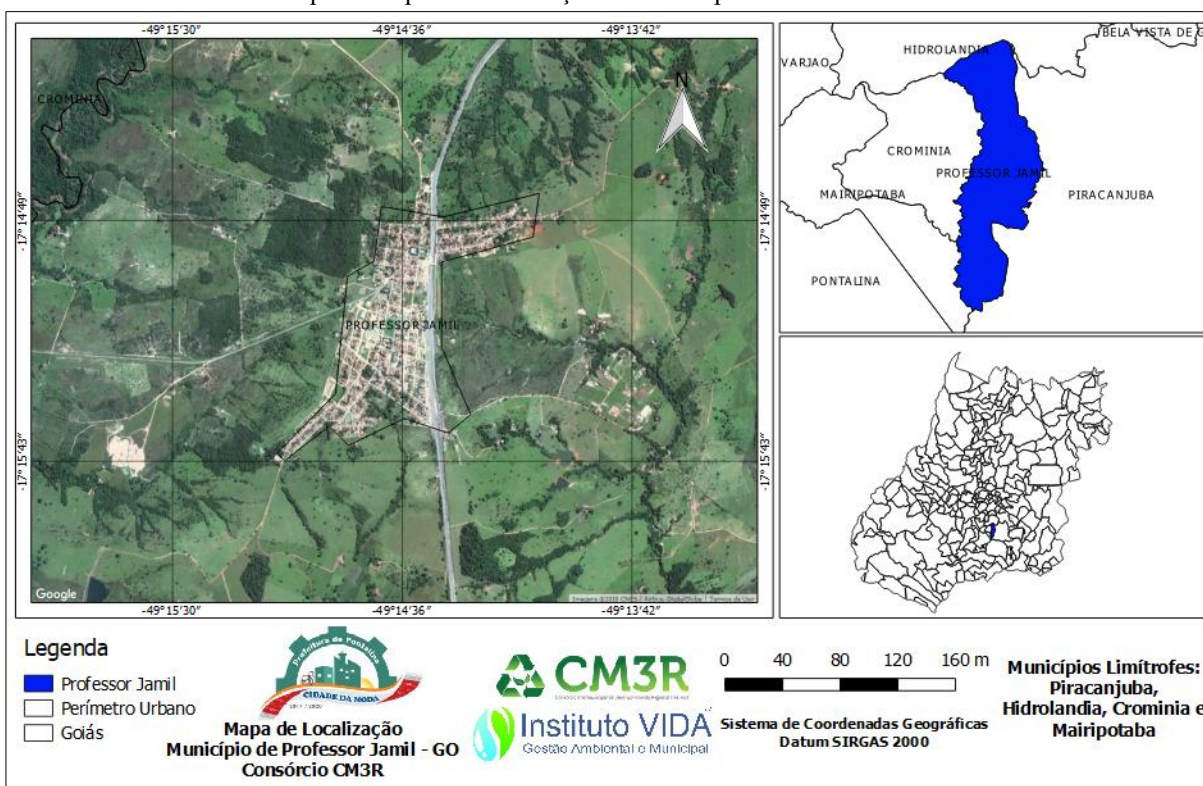 -49°15'30" -49°14'36" -49°13'42"
CROMINIA
N
-17°14'49" -17°14'49"
PROFESSOR JAMIL
-17°15'43" -17°15'43"
Google
-49°15'30" -49°14'36" -49°13'42"
HIDROLANDIA
BELA VISTA DE G
VARJAO
CROMINIA
PROFESSOR JAMIL
MAIRIPOTABA
PIRACANJUBA
PONTALINA
Legenda
Professor Jamil
Perímetro Urbano
Goiás
Prefeitura de Pontalina
CIDADE DA MODA
Mapa de Localização
Município de Professor Jamil - GO
Consórcio CM3R
CM3R
Instituto VIDA
Gestão Ambiental e Municipal
0 40 80 120 160 m
Sistema de Coordenadas Geográficas
Datum SIRGAS 2000
Municípios Limítrofes:
Piracanjuba,
Hidrolandia, Crominia e
Mairipotaba